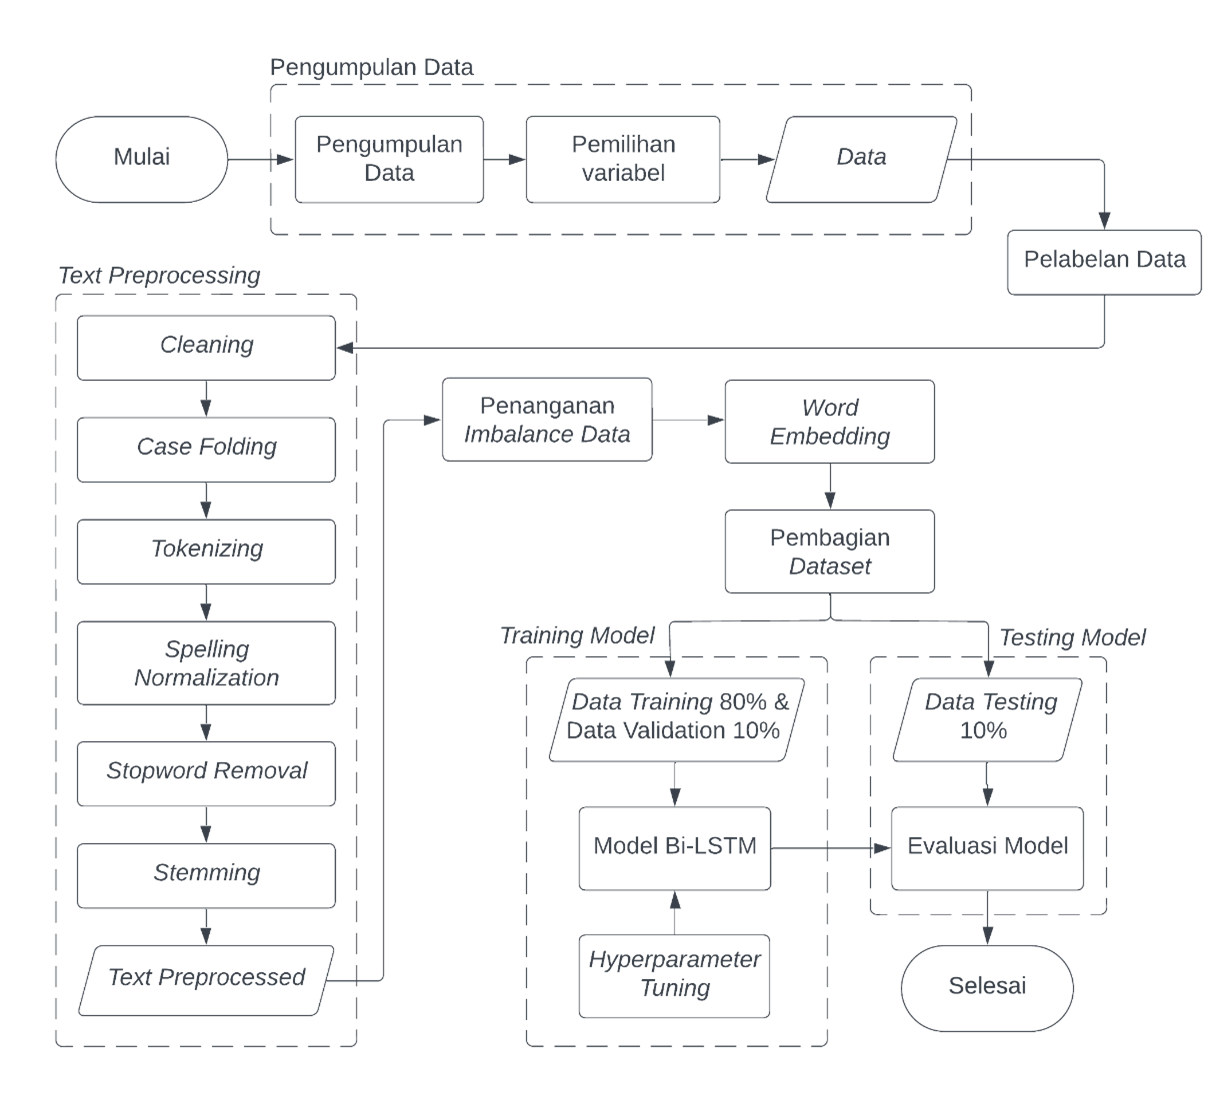 Pengumpulan Data
Mulai
Pengumpulan
Data
Pemilihan
variabel
Data
Pelabelan Data
Text Preprocessing
Cleaning
Case Folding
Tokenizing
Spelling
Normalization
Stopword Removal
Stemming
Text Preprocessed
Penanganan
Imbalance Data
Word
Embedding
Pembagian
Dataset
Training Model
Data Training 80% &
Data Validation 10%
Model Bi-LSTM
Hyperparameter
Tuning
Testing Model
Data Testing
10%
Evaluasi Model
Selesai